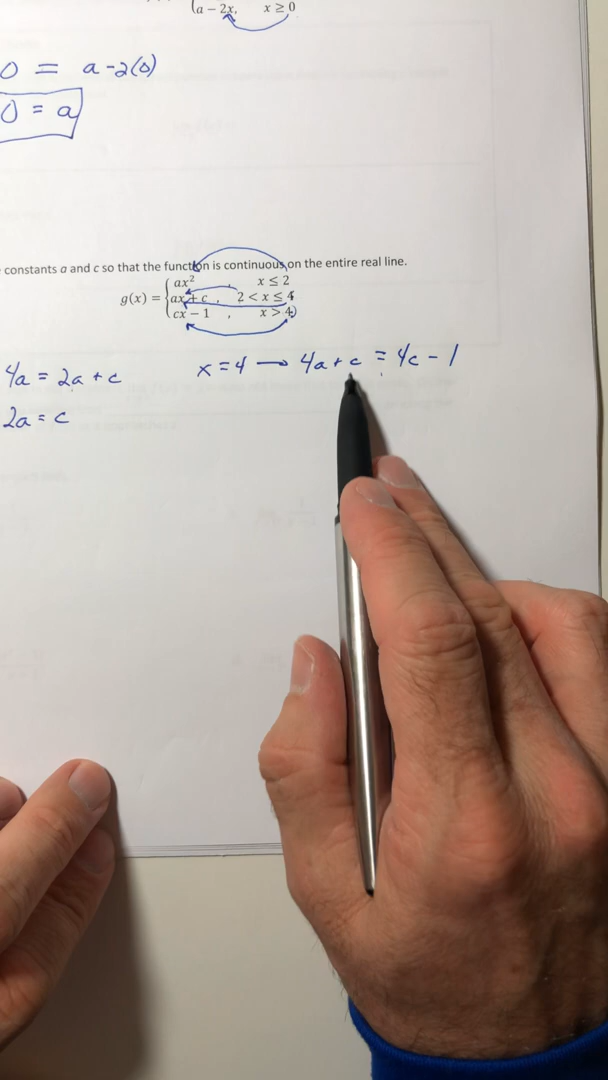 a − 2x, x ≥ 0
0 = a - 2(0)
0 = a
constants a and c so that the function is continuous on the entire real line.
ax² , x ≤ 2
g(x) = { ax + c , 2 < x ≤ 4
cx − 1 , x > 4
x = 4 → 4a + c = 4c - 1
4a = 2a + c
2a = c